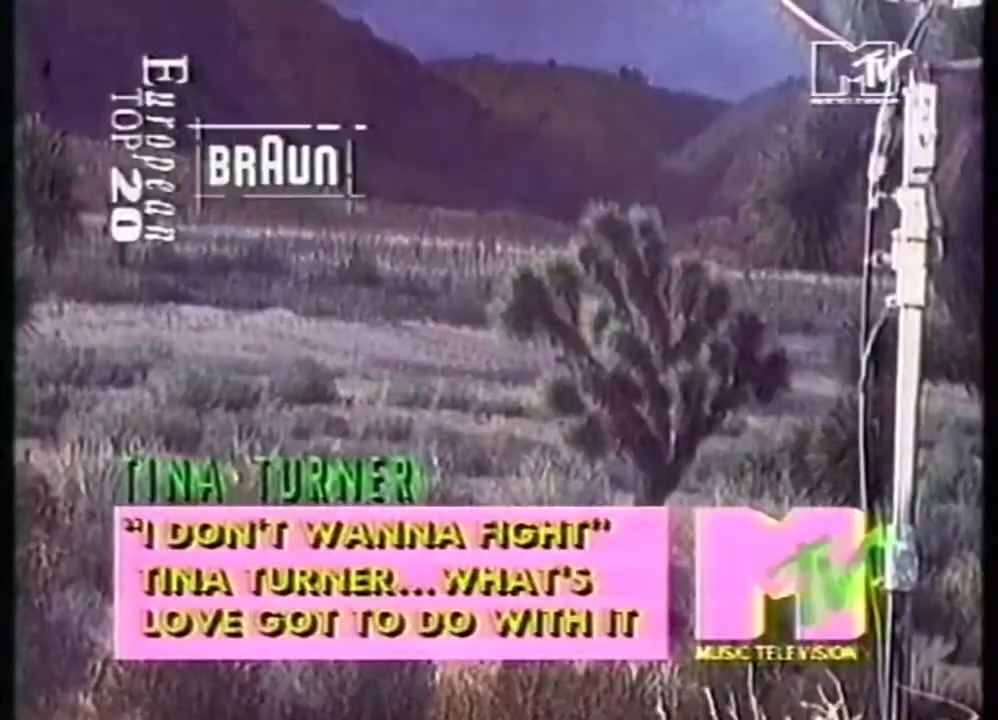 European
TOP 20
BRAUN
MTV
TINA TURNER
"I DON'T WANNA FIGHT"
TINA TURNER...WHAT'S
LOVE GOT TO DO WITH IT
MTV
MUSIC TELEVISION